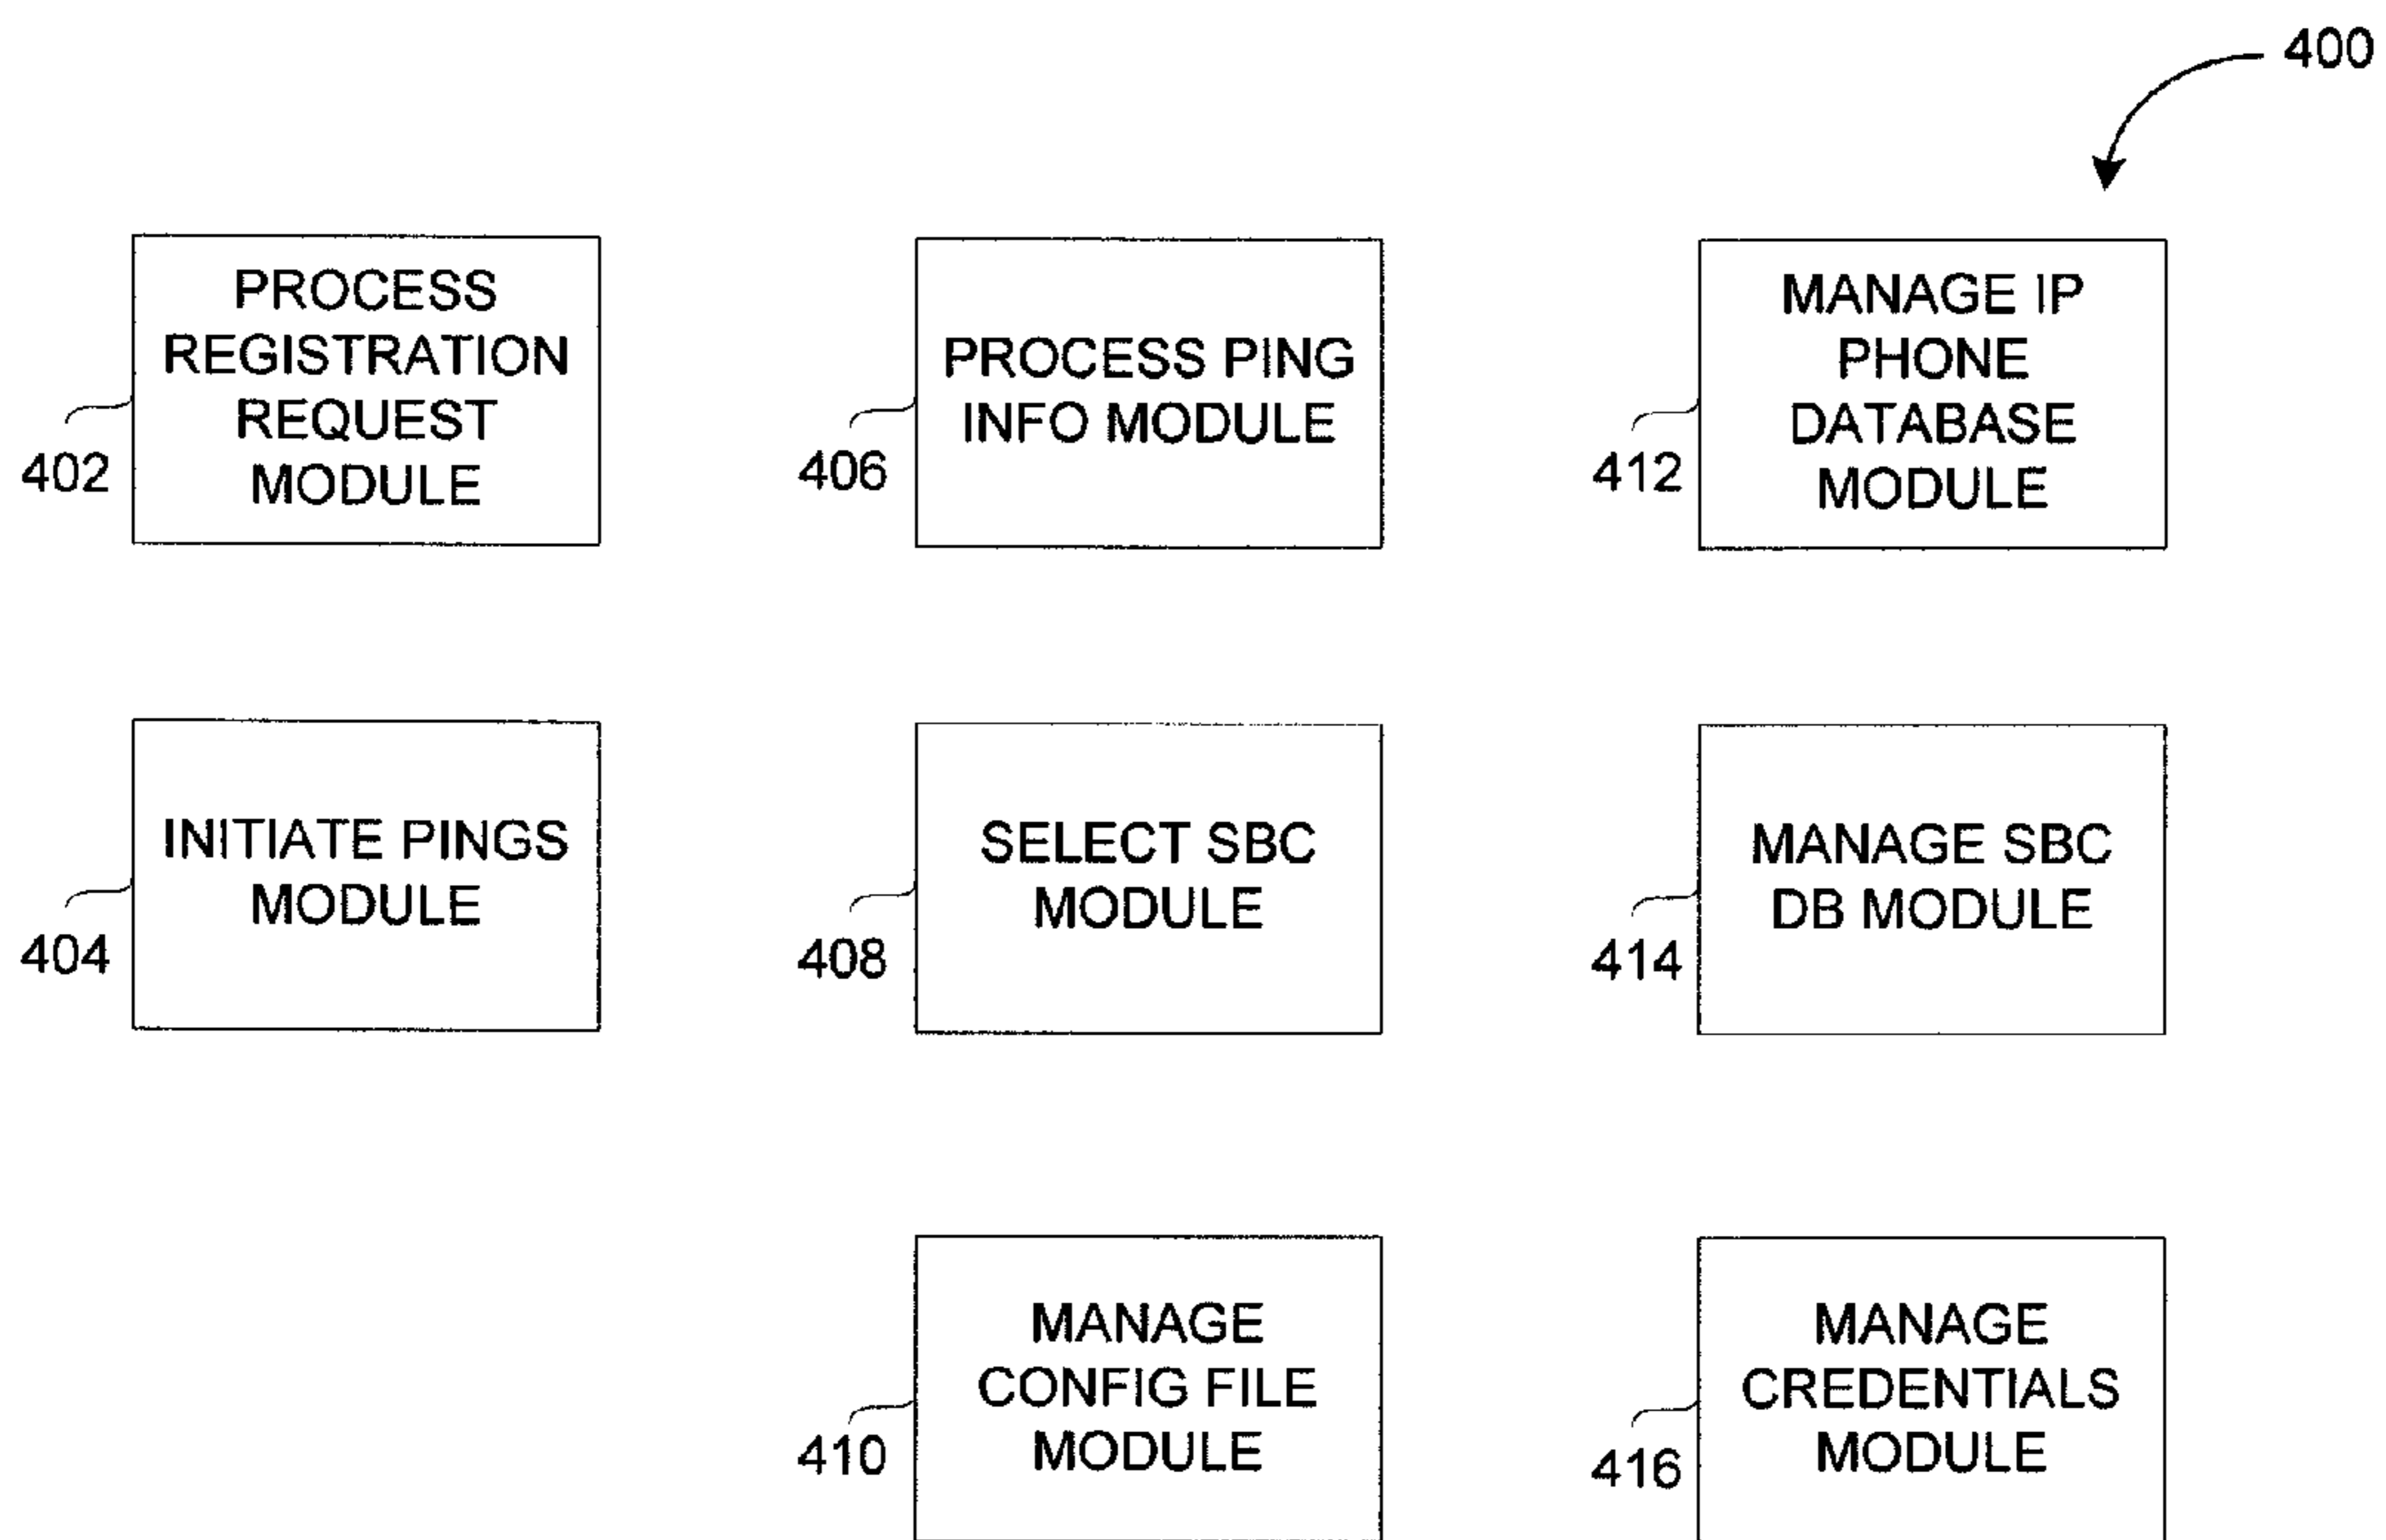 400
PROCESS
REGISTRATION
REQUEST
MODULE
402
PROCESS PING
INFO MODULE
406
MANAGE IP
PHONE
DATABASE
MODULE
412
INITIATE PINGS
MODULE
404
SELECT SBC
MODULE
408
MANAGE SBC
DB MODULE
414
MANAGE
CONFIG FILE
MODULE
410
MANAGE
CREDENTIALS
MODULE
416